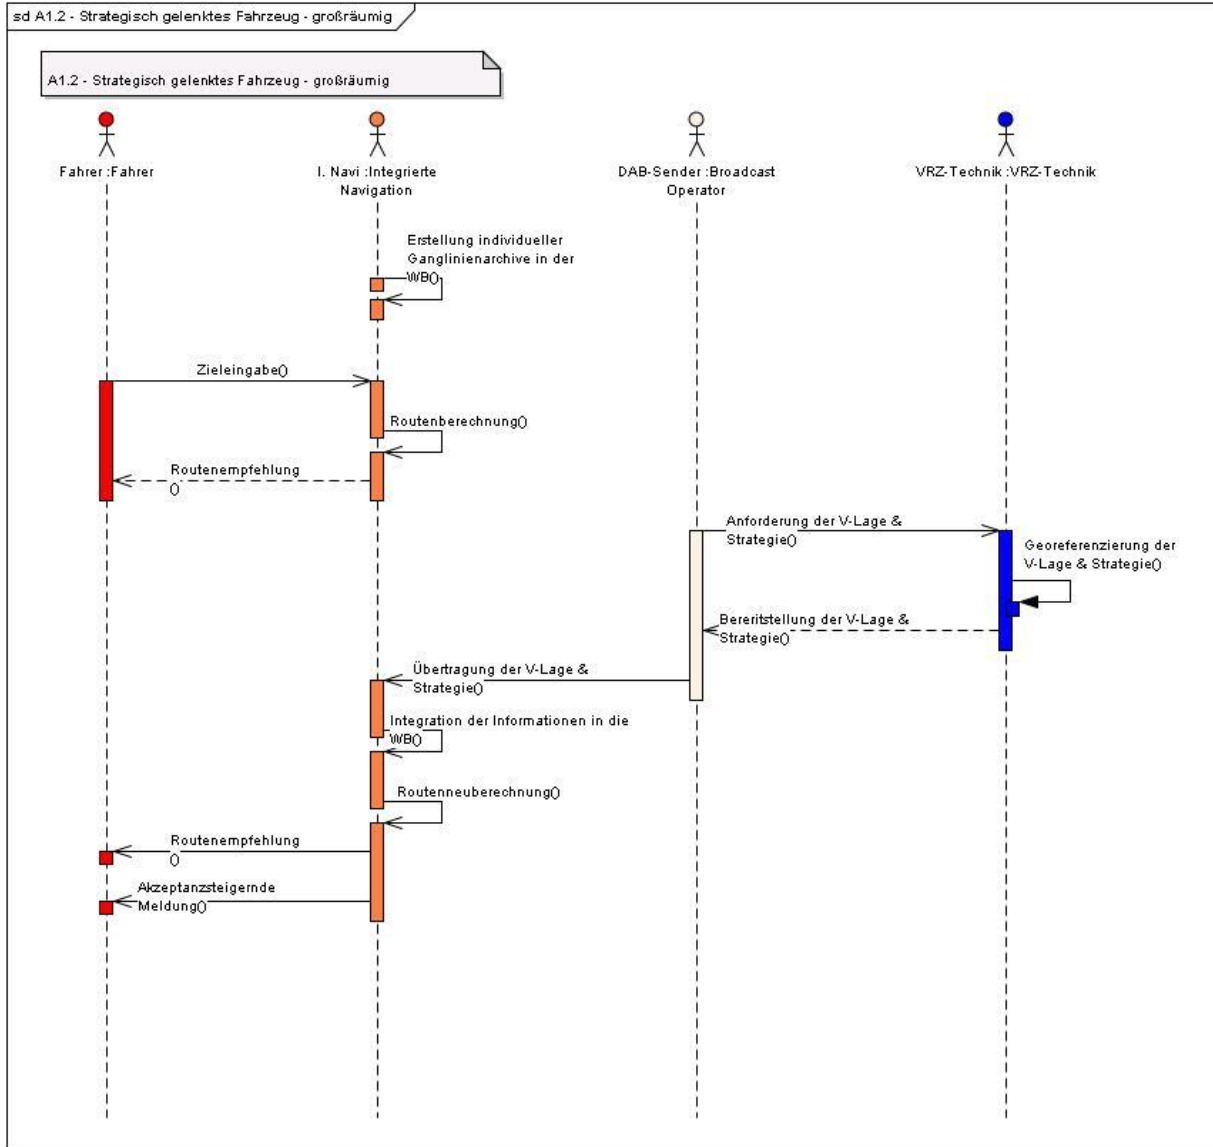 sd A1.2 - Strategisch gelenktes Fahrzeug - großräumig
A1.2 - Strategisch gelenktes Fahrzeug - großräumig
Fahrer :Fahrer
I. Navi :Integrierte
Navigation
DAB-Sender :Broadcast
Operator
VRZ-Technik :VRZ-Technik
Erstellung individueller
Ganglinienarchive in der
WB()
Zieleingabe()
Routenberechnung()
Routenempfehlung
()
Anforderung der V-Lage &
Strategie()
Georeferenzierung der
V-Lage & Strategie()
Bereritstellung der V-Lage &
Strategie()
Übertragung der V-Lage &
Strategie()
Integration der Informationen in die
WB()
Routenneuberechnung()
Routenempfehlung
()
Akzeptanzsteigernde
Meldung()